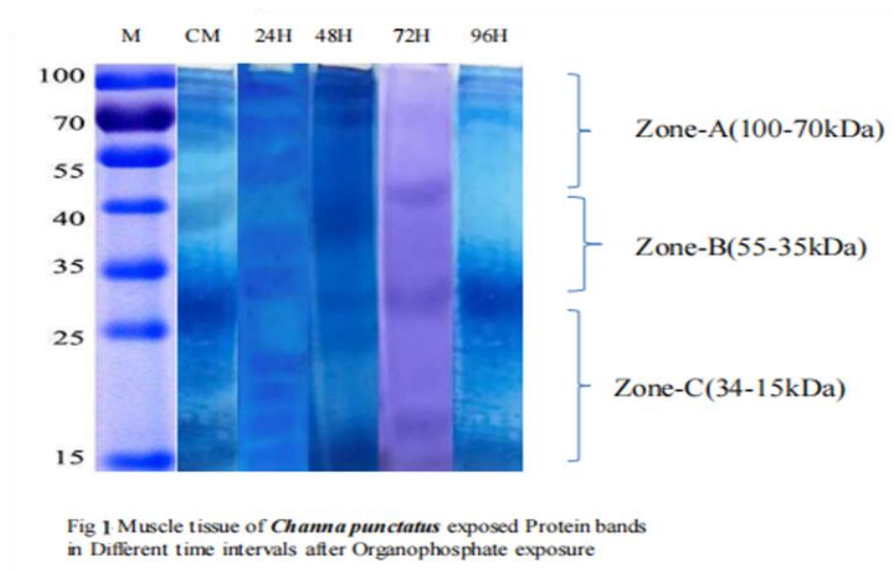 M CM 24H 48H 72H 96H
100
70
55
40
35
25
15
Zone-A(100-70kDa)
Zone-B(55-35kDa)
Zone-C(34-15kDa)
Fig 1 Muscle tissue of Channa punctatus exposed Protein bands
in Different time intervals after Organophosphate exposure